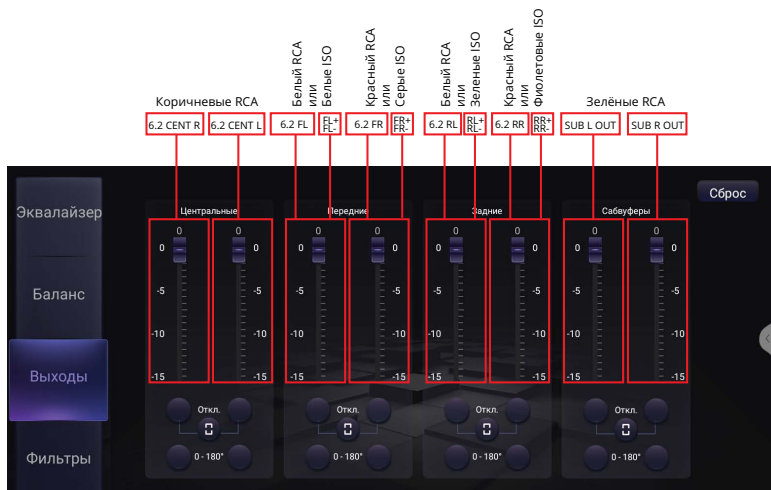 Белый RCA
или
Белые ISO
Красный RCA
или
Серые ISO
Белый RCA
или
Зеленые ISO
Красный RCA
или
Фиолетовые ISO
Коричневые RCA
Зелёные RCA
6.2 CENT R
6.2 CENT L
6.2 FL
FL+
FL-
6.2 FR
FR+
FR-
6.2 RL
RL+
RL-
6.2 RR
RR+
RR-
SUB L OUT
SUB R OUT
Сброс
Эквалайзер
Баланс
Выходы
Фильтры
Центральные
Передние
Задние
Сабвуферы
0 0 0 0 0 0 0 0
0 0 0 0 0 0 0 0
-5 -5 -5 -5 -5 -5 -5 -5
-10 -10 -10 -10 -10 -10 -10 -10
-15 -15 -15 -15 -15 -15 -15 -15
Откл. Откл. Откл. Откл.
0 - 180° 0 - 180° 0 - 180° 0 - 180°